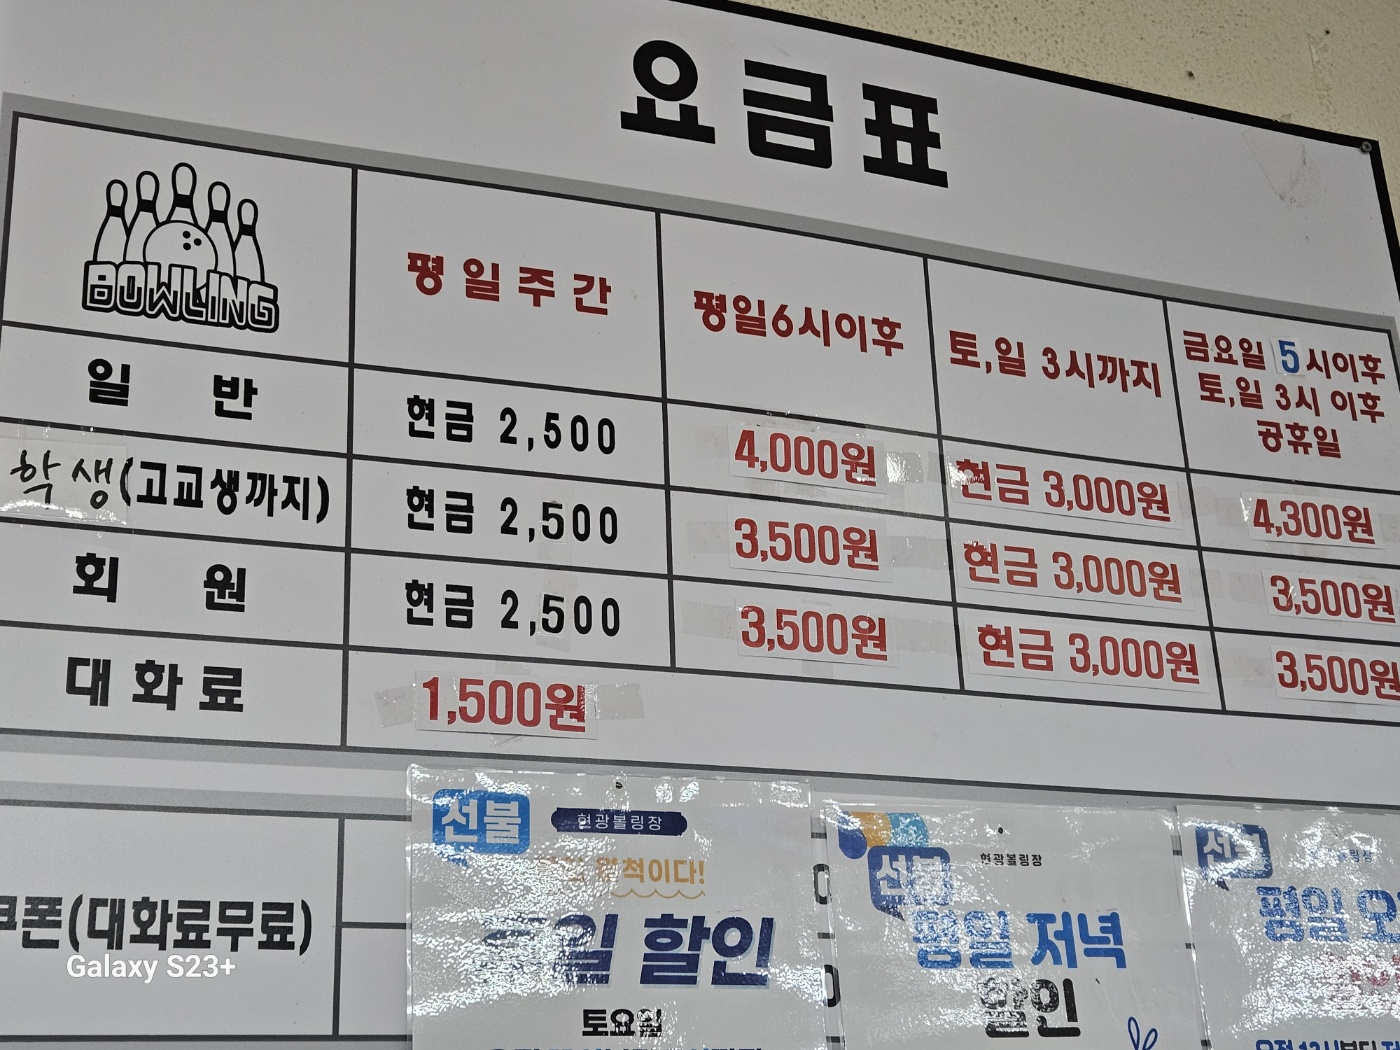 요금표
BOWLING
평일주간
평일6시이후
토,일 3시까지
금요일 5시이후
토,일 3시 이후
공휴일
일반
현금 2,500
4,000원
현금 3,000원
4,300원
학생(고교생까지)
현금 2,500
3,500원
현금 3,000원
3,500원
회원
현금 2,500
3,500원
현금 3,000원
3,500원
대화료
1,500원
쿠폰(대화료무료)
선불
현광볼링장
할인
토요일
선불
현광볼링장
평일 저녁
할인
선불
평일
Galaxy S23+